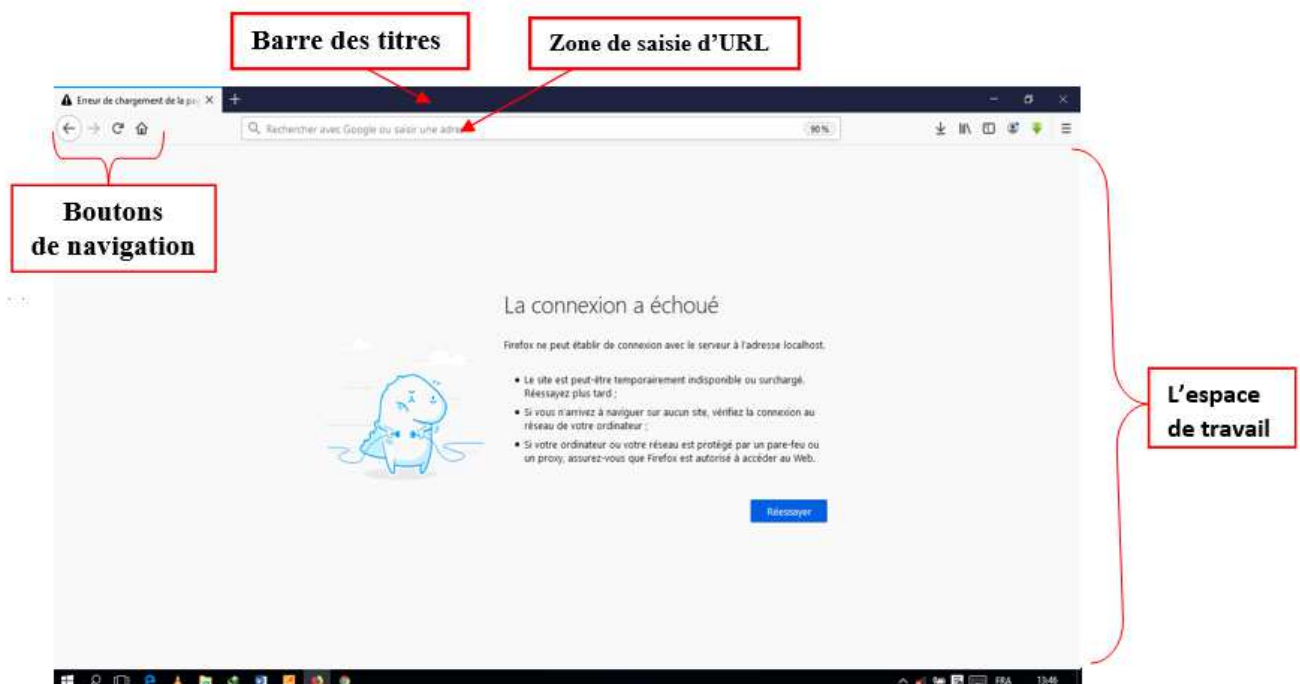 Barre des titres
Zone de saisie d’URL
Erreur de chargement de la pag
Rechercher avec Google ou saisir une adre
90 %
Boutons
de navigation
La connexion a échoué
Firefox ne peut établir de connexion avec le serveur à l'adresse localhost.
• Le site est peut-être temporairement indisponible ou surchargé.
Réessayez plus tard ;
• Si vous n'arrivez à naviguer sur aucun site, vérifiez la connexion au
réseau de votre ordinateur ;
• Si votre ordinateur ou votre réseau est protégé par un pare-feu ou
un proxy, assurez-vous que Firefox est autorisé à accéder au Web.
Réessayer
L’espace
de travail
FRA 13:46